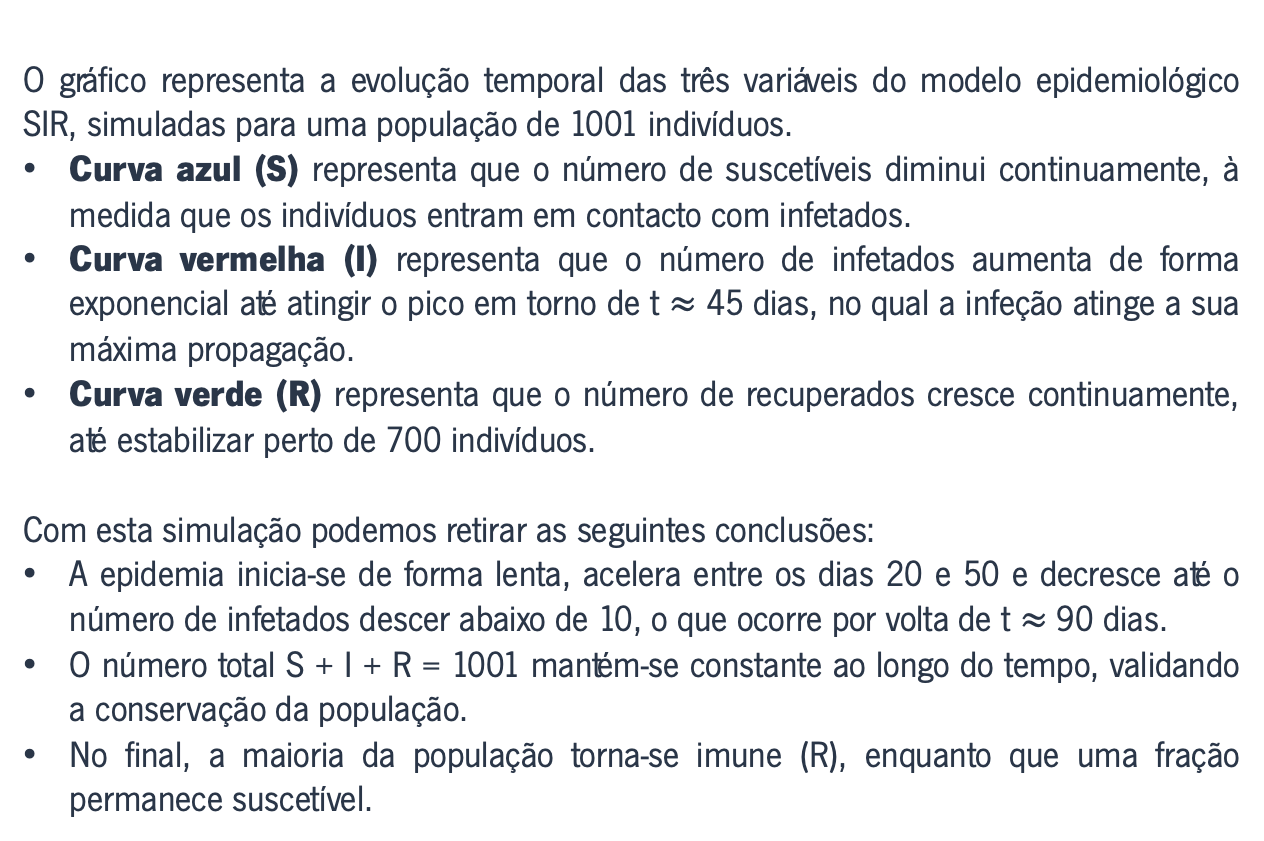 O gráfico representa a evolução temporal das três variáveis do modelo epidemiológico
SIR, simuladas para uma população de 1001 indivíduos.
• Curva azul (S) representa que o número de suscetíveis diminui continuamente, à
medida que os indivíduos entram em contacto com infetados.
• Curva vermelha (I) representa que o número de infetados aumenta de forma
exponencial até atingir o pico em torno de t ≈ 45 dias, no qual a infeção atinge a sua
máxima propagação.
• Curva verde (R) representa que o número de recuperados cresce continuamente,
até estabilizar perto de 700 indivíduos.
Com esta simulação podemos retirar as seguintes conclusões:
• A epidemia inicia-se de forma lenta, acelera entre os dias 20 e 50 e decresce até o
número de infetados descer abaixo de 10, o que ocorre por volta de t ≈ 90 dias.
• O número total S + I + R = 1001 mantém-se constante ao longo do tempo, validando
a conservação da população.
• No final, a maioria da população torna-se imune (R), enquanto que uma fração
permanece suscetível.